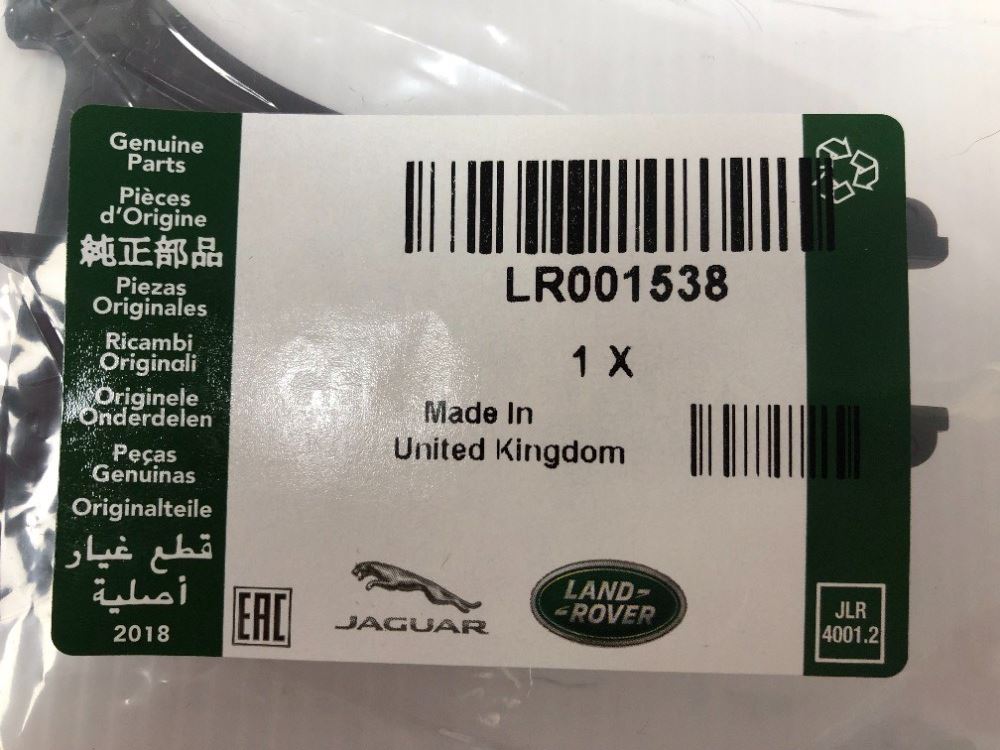 Genuine
Parts
Pièces
d'Origine
純正部品
Piezas
Originales
Ricambi
Originali
Originele
Onderdelen
Peças
Genuinas
Originalteile
قطع غيار
أصلية
2018
LR001538
1 X
Made In
United Kingdom
EAC
JAGUAR
LAND-
-ROVER
JLR
4001.2